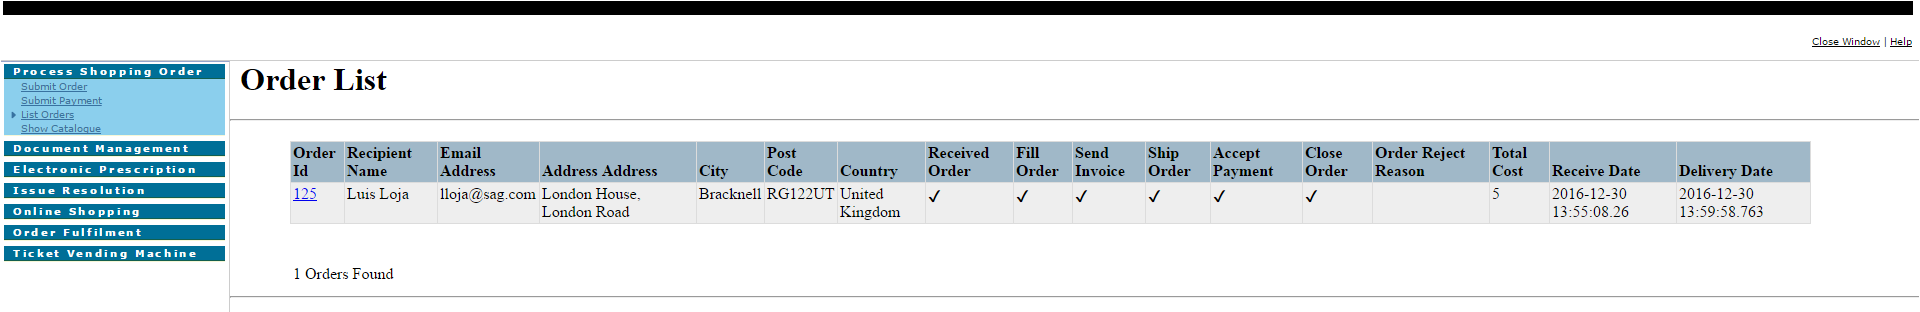 Close Window | Help
Process Shopping Order
Submit Order
Submit Payment
List Orders
Show Catalogue
Document Management
Electronic Prescription
Issue Resolution
Online Shopping
Order Fulfilment
Ticket Vending Machine
Order List
Order Id Recipient Name Email Address Address Address City Post Code Country Received Order Fill Order Send Invoice Ship Order Accept Payment Close Order Order Reject Reason Total Cost Receive Date Delivery Date
125 Luis Loja lloja@sag.com London House, London Road Bracknell RG122UT United Kingdom ✓ ✓ ✓ ✓ ✓ ✓ 5 2016-12-30 13:55:08.26 2016-12-30 13:59:58.763
1 Orders Found